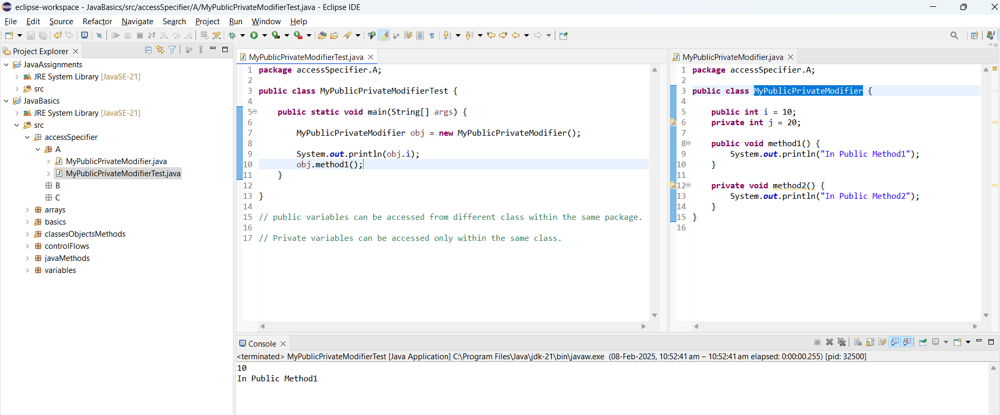 eclipse-workspace - JavaBasics/src/accessSpecifier/A/MyPublicPrivateModifierTest.java - Eclipse IDE
File Edit Source Refactor Navigate Search Project Run Window Help
Project Explorer
JavaAssignments
JRE System Library [JavaSE-21]
src
JavaBasics
JRE System Library [JavaSE-21]
src
accessSpecifier
A
MyPublicPrivateModifier.java
MyPublicPrivateModifierTest.java
B
C
arrays
basics
classesObjectsMethods
controlFlows
javaMethods
variables
MyPublicPrivateModifierTest.java
1 package accessSpecifier.A;
2
3 public class MyPublicPrivateModifierTest {
4
5 public static void main(String[] args) {
6
7 MyPublicPrivateModifier obj = new MyPublicPrivateModifier();
8
9 System.out.println(obj.i);
10 obj.method1();
11 }
12
13 }
14
15 // public variables can be accessed from different class within the same package.
16
17 // Private variables can be accessed only within the same class.
MyPublicPrivateModifier.java
1 package accessSpecifier.A;
2
3 public class MyPublicPrivateModifier {
4
5 public int i = 10;
6 private int j = 20;
7
8 public void method1() {
9 System.out.println("In Public Method1");
10 }
11
12 private void method2() {
13 System.out.println("In Public Method2");
14 }
15 }
16
Console
<terminated> MyPublicPrivateModifierTest [Java Application] C:\Program Files\Java\jdk-21\bin\javaw.exe (08-Feb-2025, 10:52:41 am – 10:52:41 am elapsed: 0:00:00.255) [pid: 32500]
10
In Public Method1